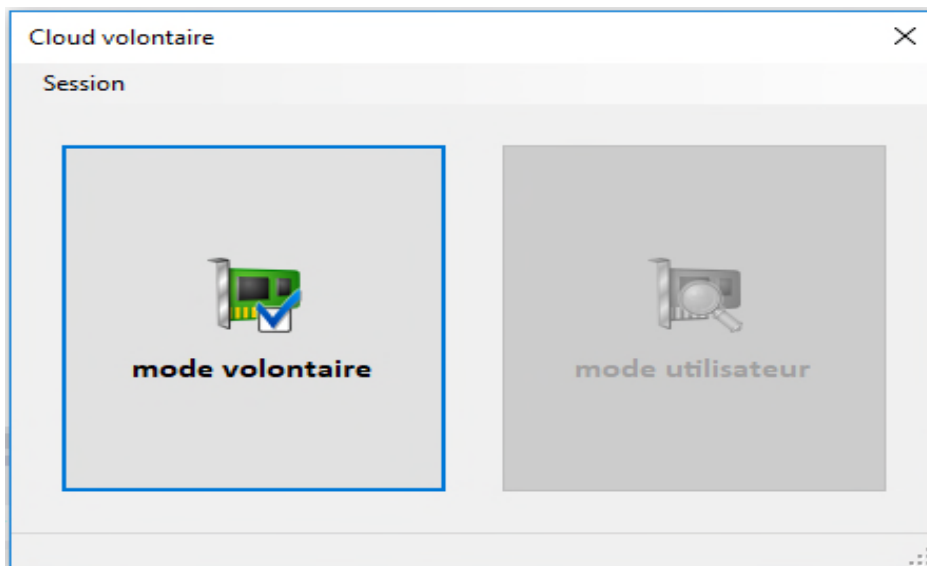 Cloud volontaire
Session
mode volontaire
mode utilisateur